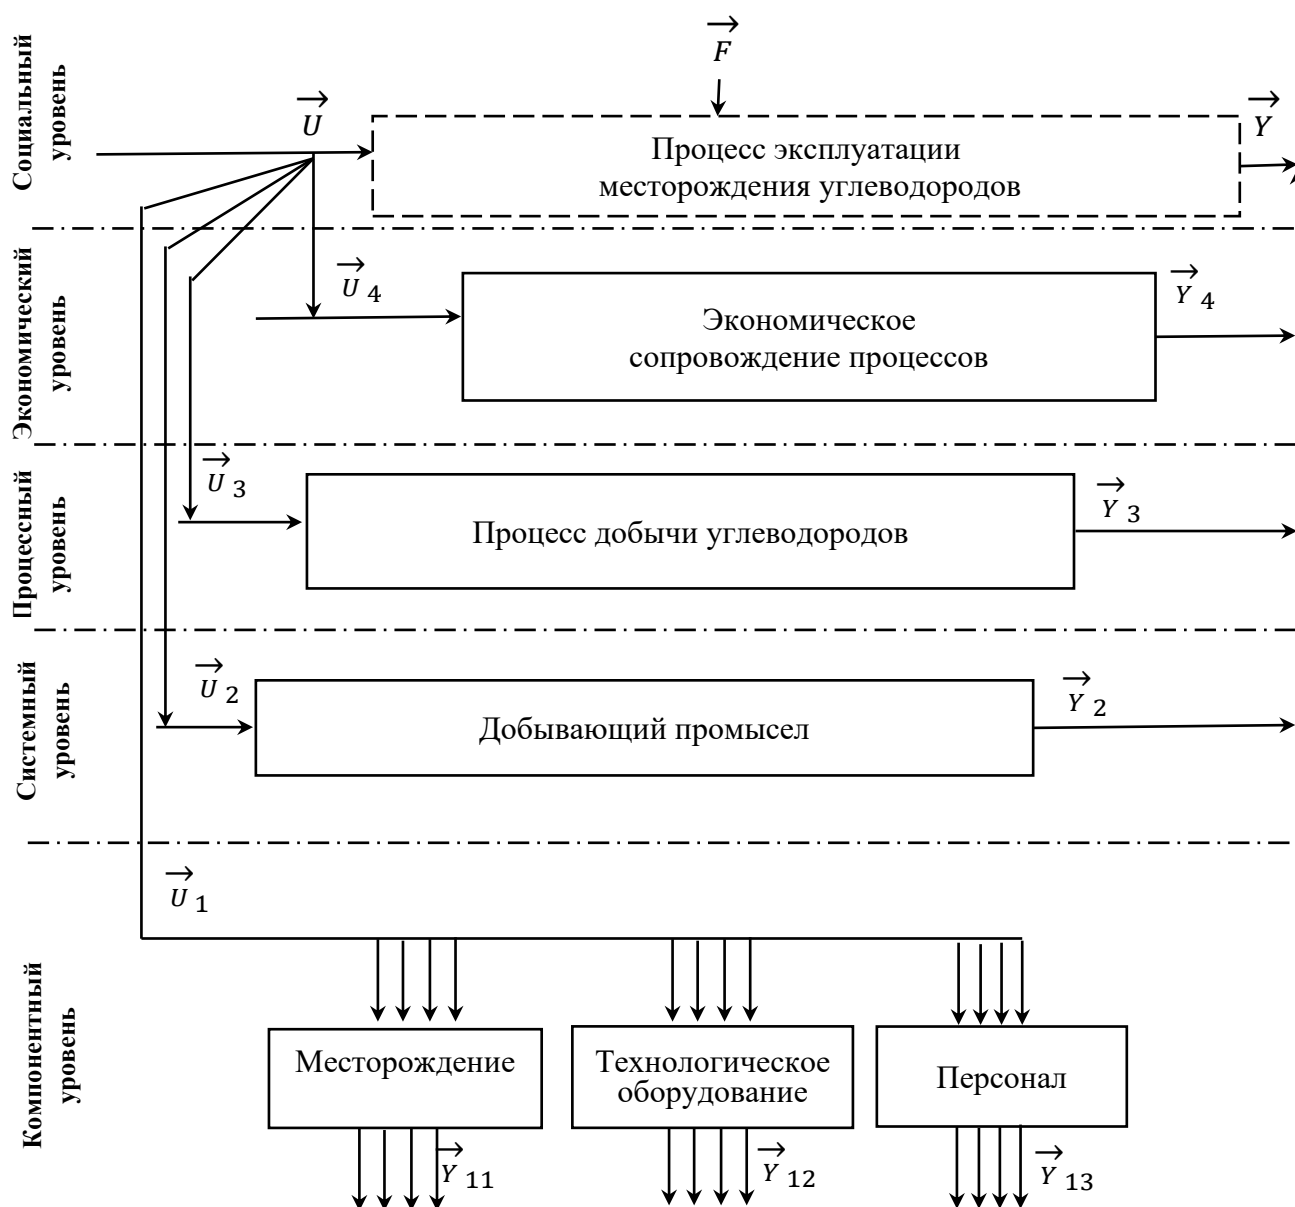 Социальный
уровень
F
U
Y
Процесс эксплуатации
месторождения углеводородов
Экономический
уровень
U 4
Y 4
Экономическое
сопровождение процессов
Процессный
уровень
U 3
Y 3
Процесс добычи углеводородов
Системный
уровень
U 2
Y 2
Добывающий промысел
Компонентный
уровень
U 1
Месторождение
Технологическое
оборудование
Персонал
Y 11
Y 12
Y 13